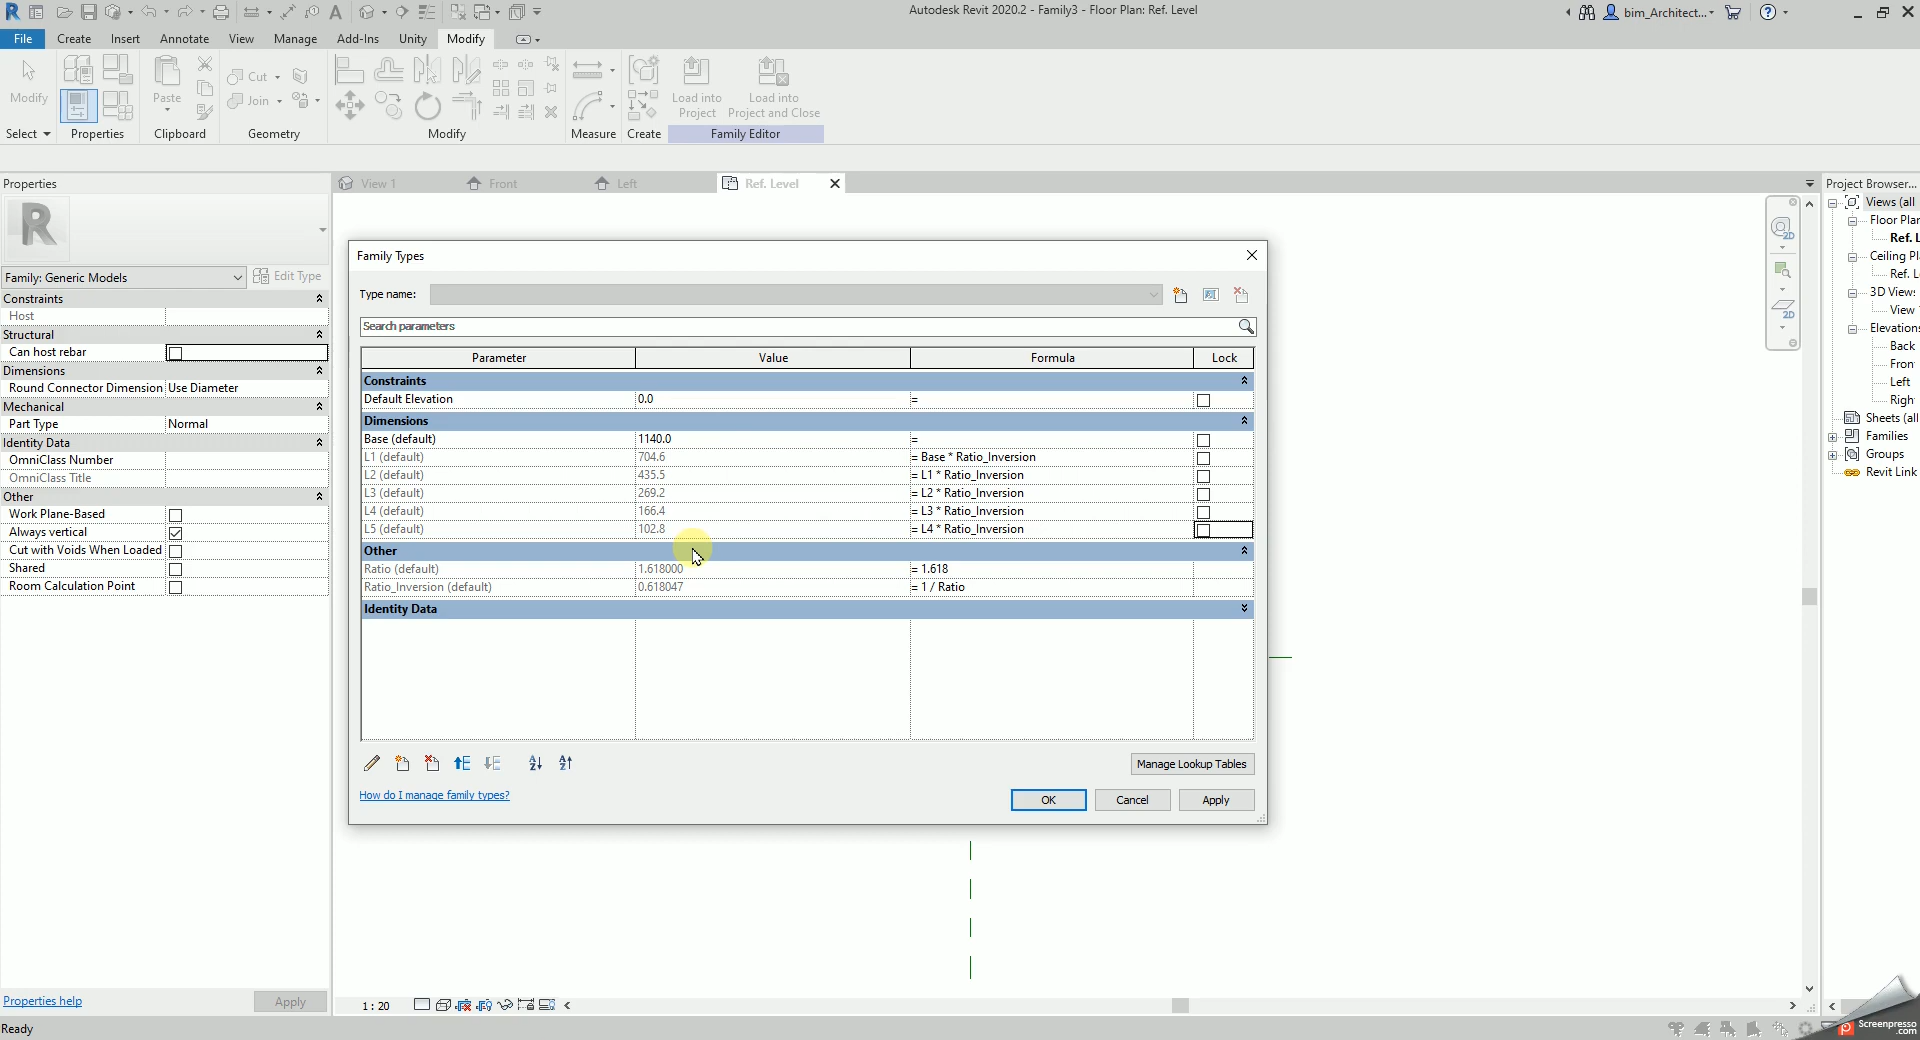 Autodesk Revit 2020.2 - Family3 - Floor Plan: Ref. Level
bim_Architect...
File Create Insert Annotate View Manage Add-Ins Unity Modify
Modify
Paste
Cut
Join
Load into Project
Load into Project and Close
Select Properties Clipboard Geometry Modify Measure Create Family Editor
Properties
View 1 Front Left Ref. Level
Project Browser...
Family: Generic Models Edit Type
Constraints
Host
Structural
Can host rebar
Dimensions
Round Connector Dimension Use Diameter
Mechanical
Part Type Normal
Identity Data
OmniClass Number
OmniClass Title
Other
Work Plane-Based
Always vertical
Cut with Voids When Loaded
Shared
Room Calculation Point
Properties help Apply
Family Types
Type name:
Search parameters
Parameter Value Formula Lock
Constraints
Default Elevation 0.0 =
Dimensions
Base (default) 1140.0 =
L1 (default) 704.6 = Base * Ratio_Inversion
L2 (default) 435.5 = L1 * Ratio_Inversion
L3 (default) 269.2 = L2 * Ratio_Inversion
L4 (default) 166.4 = L3 * Ratio_Inversion
L5 (default) 102.8 = L4 * Ratio_Inversion
Other
Ratio (default) 1.618000 = 1.618
Ratio_Inversion (default) 0.618047 = 1 / Ratio
Identity Data
Manage Lookup Tables
How do I manage family types?
OK Cancel Apply
2D
2D
Views (all
Floor Plan
Ref. L
Ceiling Pl
Ref. L
3D Views
View
Elevations
Back
Fron
Left
Righ
Sheets (all
Families
Groups
Revit Link
1 : 20
Ready
Screenpresso
.com